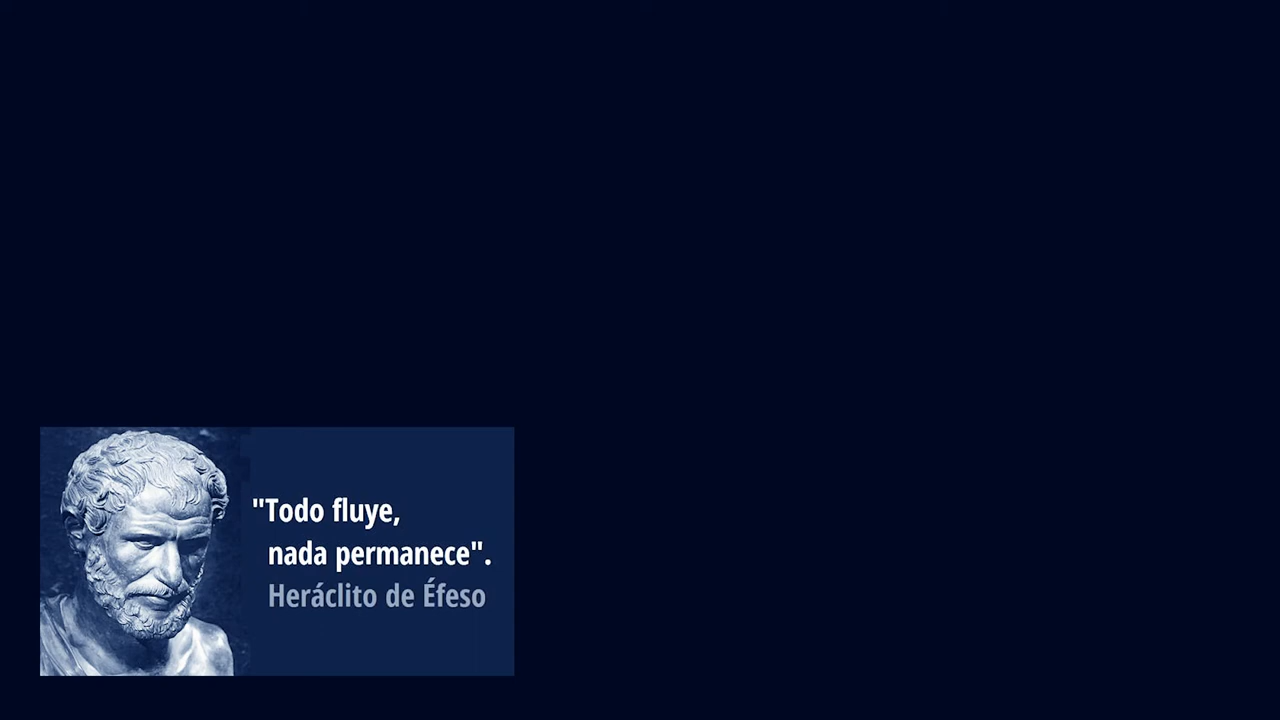 "Todo fluye,
nada permanece".
Heráclito de Éfeso